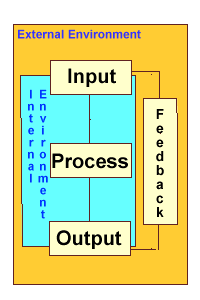 External Environment
Input
Internal
Environment
Feedback
Process
Output